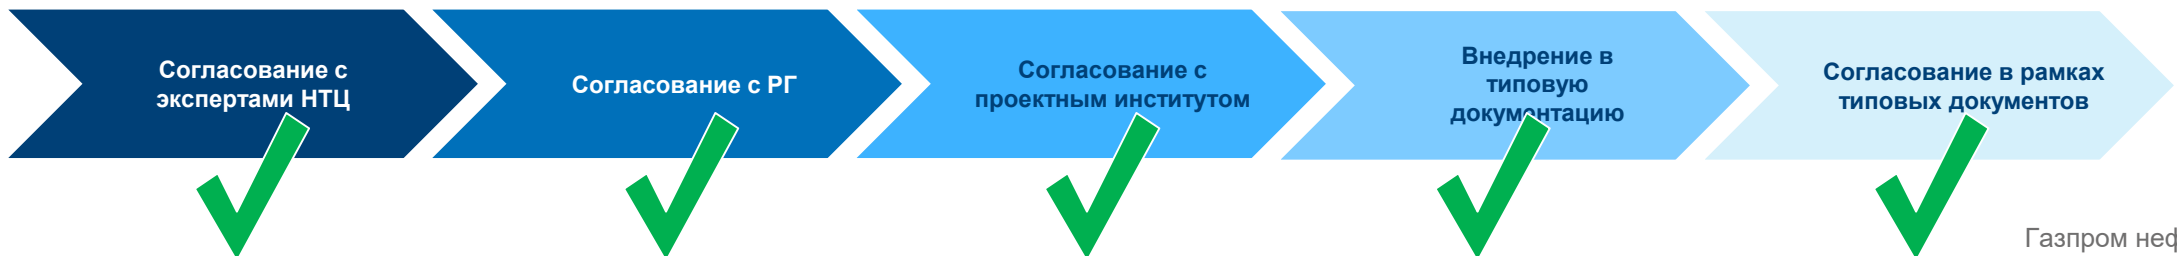 Согласование с
экспертами НТЦ
Согласование с РГ
Согласование с
проектным институтом
Внедрение в
типовую
документацию
Согласование в рамках
типовых документов
Газпром неф